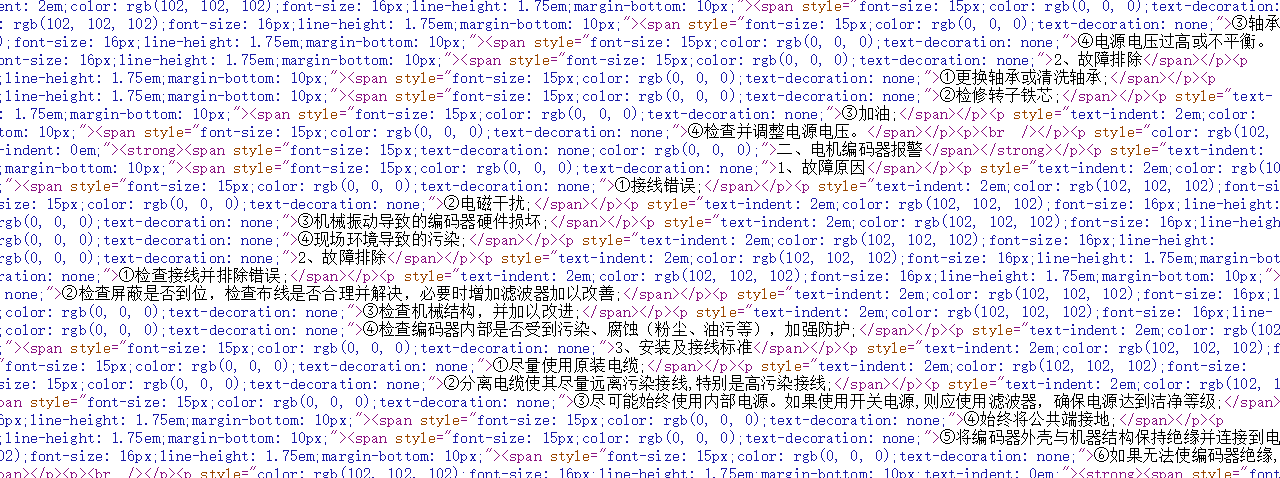 ent: 2em;color: rgb(102, 102, 102);font-size: 16px;line-height: 1.75em;margin-bottom: 10px;"><span style="font-size: 15px;color: rgb(0, 0, 0);text-decoration:
 rgb(102, 102, 102);font-size: 16px;line-height: 1.75em;margin-bottom: 10px;"><span style="font-size: 15px;color: rgb(0, 0, 0);text-decoration: none;">③轴承
);font-size: 16px;line-height: 1.75em;margin-bottom: 10px;"><span style="font-size: 15px;color: rgb(0, 0, 0);text-decoration: none;">④电源电压过高或不平衡。
-size: 16px;line-height: 1.75em;margin-bottom: 10px;"><span style="font-size: 15px;color: rgb(0, 0, 0);text-decoration: none;">2、故障排除</span></p><p
line-height: 1.75em;margin-bottom: 10px;"><span style="font-size: 15px;color: rgb(0, 0, 0);text-decoration: none;">①更换轴承或清洗轴承;</span></p><p
line-height: 1.75em;margin-bottom: 10px;"><span style="font-size: 15px;color: rgb(0, 0, 0);text-decoration: none;">②检修转子铁芯;</span></p><p style="text-
: 1.75em;margin-bottom: 10px;"><span style="font-size: 15px;color: rgb(0, 0, 0);text-decoration: none;">③加油;</span></p><p style="text-indent: 2em;color:
tom: 10px;"><span style="font-size: 15px;color: rgb(0, 0, 0);text-decoration: none;">④检查并调整电源电压。</span></p><p><br /></p><p style="color: rgb(102,
-indent: 0em;"><strong><span style="font-size: 15px;text-decoration: none;color: rgb(0, 0, 0);">二、电机编码器报警</span></strong></p><p style="text-indent:
margin-bottom: 10px;"><span style="font-size: 15px;color: rgb(0, 0, 0);text-decoration: none;">1、故障原因</span></p><p style="text-indent: 2em;color: rgb(10
;"><span style="font-size: 15px;color: rgb(0, 0, 0);text-decoration: none;">①接线错误;</span></p><p style="text-indent: 2em;color: rgb(102, 102, 102);font-
size: 15px;color: rgb(0, 0, 0);text-decoration: none;">②电磁干扰;</span></p><p style="text-indent: 2em;color: rgb(102, 102, 102);font-size: 16px;line-
rgb(0, 0, 0);text-decoration: none;">③机械振动导致的编码器硬件损坏;</span></p><p style="text-indent: 2em;color: rgb(102, 102, 102);font-size: 16px;line-heigh
rgb(0, 0, 0);text-decoration: none;">④现场环境导致的污染;</span></p><p style="text-indent: 2em;color: rgb(102, 102, 102);font-size: 16px;line-height:
rgb(0, 0, 0);text-decoration: none;">2、故障排除</span></p><p style="text-indent: 2em;color: rgb(102, 102, 102);font-size: 16px;line-height:
ration: none;">①检查接线并排除错误;</span></p><p style="text-indent: 2em;color: rgb(102, 102, 102);font-size: 16px;line-height: 1.75em;margin-bottom: 10px;">
 none;">②检查屏蔽是否到位，检查布线是否合理并解决，必要时增加滤波器加以改善;</span></p><p style="text-indent: 2em;color: rgb(102, 102, 102);font-size: 16px;l
color: rgb(0, 0, 0);text-decoration: none;">③检查机械结构，并加以改进;</span></p><p style="text-indent: 2em;color: rgb(102, 102, 102);font-size: 16px;line-
color: rgb(0, 0, 0);text-decoration: none;">④检查编码器内部是否受到污染、腐蚀（粉尘、油污等），加强防护;</span></p><p style="text-indent: 2em;color: rgb(102,
;"><span style="font-size: 15px;color: rgb(0, 0, 0);text-decoration: none;">3、安装及接线标准</span></p><p style="text-indent: 2em;color: rgb(102, 102, 102);f
font-size: 15px;color: rgb(0, 0, 0);text-decoration: none;">①尽量使用原装电缆;</span></p><p style="text-indent: 2em;color: rgb(102, 102, 102);font-size:
size: 15px;color: rgb(0, 0, 0);text-decoration: none;">②分离电缆使其尽量远离污染接线,特别是高污染接线;</span></p><p style="text-indent: 2em;color: rgb(102, 1
pan style="font-size: 15px;color: rgb(0, 0, 0);text-decoration: none;">③尽可能始终使用内部电源。如果使用开关电源,则应使用滤波器，确保电源达到洁净等级;</span>
6px;line-height: 1.75em;margin-bottom: 10px;"><span style="font-size: 15px;color: rgb(0, 0, 0);text-decoration: none;">④始终将公共端接地;</span></p><p
ng-height: 1.75em;margin-bottom: 10px;"><span style="font-size: 15px;color: rgb(0, 0, 0);text-decoration: none;">⑤将编码器外壳与机器结构保持绝缘并连接到电
02);font-size: 16px;line-height: 1.75em;margin-bottom: 10px;"><span style="font-size: 15px;color: rgb(0, 0, 0);text-decoration: none;">⑥如果无法使编码器绝缘,
span></p><p><br /></p><p style="color: rgb(102, 102, 102);font-size: 16px;line-height: 1.75em;margin-bottom: 10px;text-indent: 0em;"><strong><span style="font